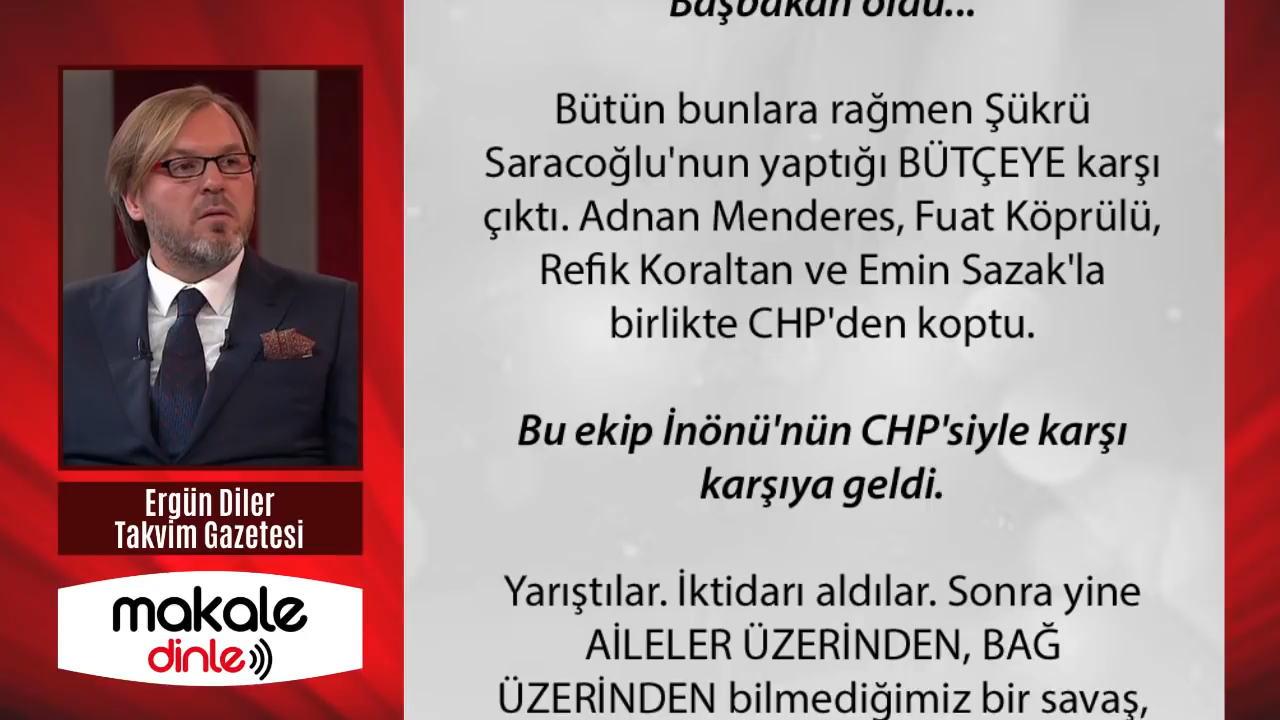 Başbakan oldu...
Bütün bunlara rağmen Şükrü
Saracoğlu'nun yaptığı BÜTÇEYE karşı
çıktı. Adnan Menderes, Fuat Köprülü,
Refik Koraltan ve Emin Sazak'la
birlikte CHP'den koptu.
Bu ekip İnönü'nün CHP'siyle karşı
karşıya geldi.
Yarıştılar. İktidarı aldılar. Sonra yine
AİLELER ÜZERİNDEN, BAĞ
ÜZERİNDEN bilmediğimiz bir savaş,
Ergün Diler
Takvim Gazetesi
makale
dinle